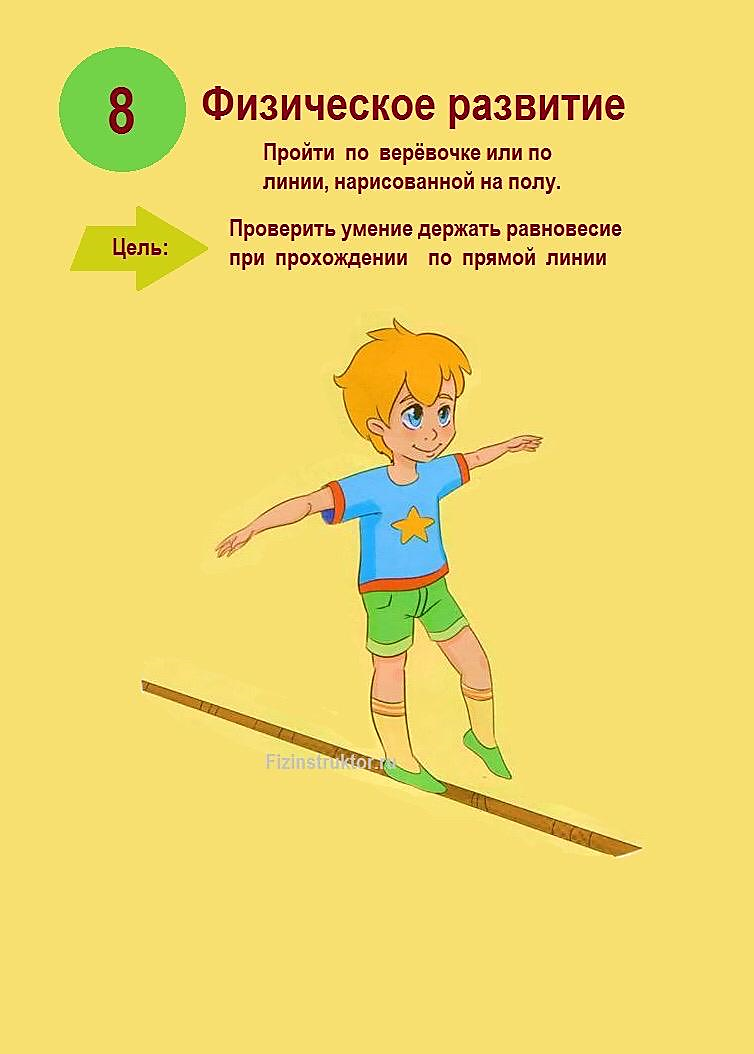 8
Физическое развитие
Пройти по верёвочке или по
линии, нарисованной на полу.
Цель:
Проверить умение держать равновесие
при прохождении по прямой линии
Fizinstruktor.ru